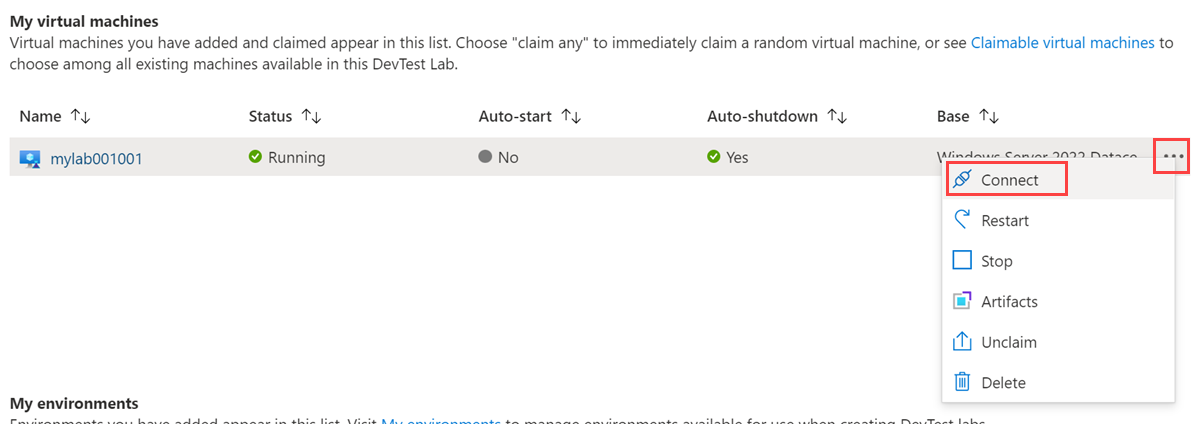 My virtual machines
Virtual machines you have added and claimed appear in this list. Choose "claim any" to immediately claim a random virtual machine, or see Claimable virtual machines to
choose among all existing machines available in this DevTest Lab.
Name Status Auto-start Auto-shutdown Base
mylab001001 Running No Yes Windows Server 2022 Datace
Connect
Restart
Stop
Artifacts
Unclaim
Delete
My environments
Environments you have added appear in this list. Visit My environments to manage environments available for use when creating DevTest labs.